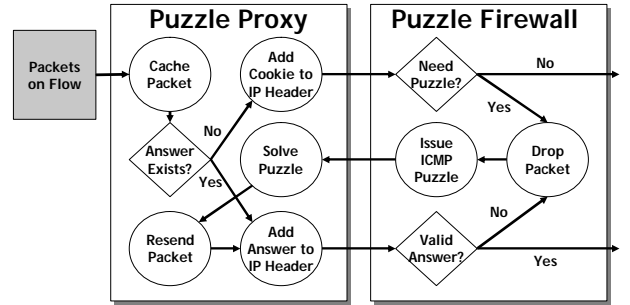 Puzzle Proxy
Puzzle Firewall
Packets
on Flow
Cache
Packet
Add
Cookie to
IP Header
Need
Puzzle?
No
Yes
Answer
Exists?
No
Yes
Solve
Puzzle
Issue
ICMP
Puzzle
Drop
Packet
Resend
Packet
Add
Answer to
IP Header
Valid
Answer?
No
Yes